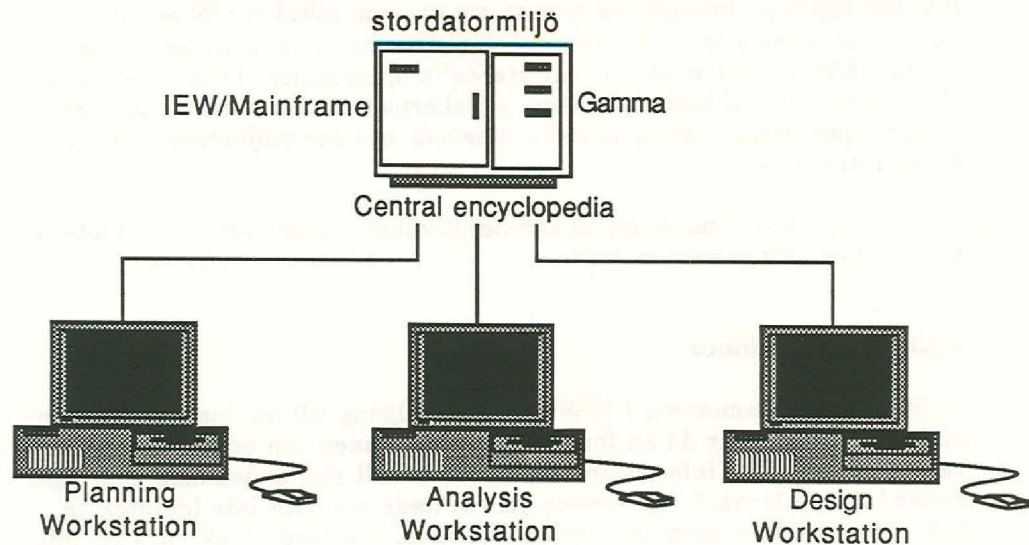 stordatormiljö
IEW/Mainframe
Gamma
Central encyclopedia
Planning
Workstation
Analysis
Workstation
Design
Workstation